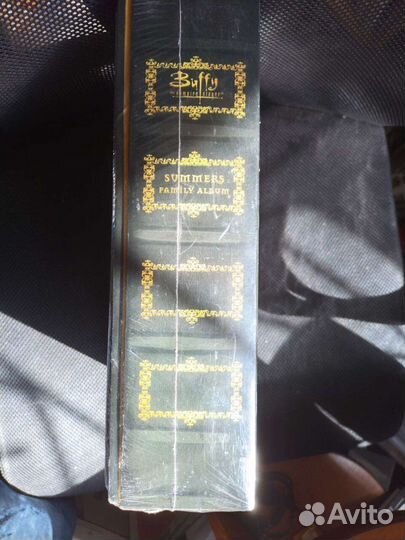 Buffy
the vampire slayer
SUMMERS
FAMILY ALBUM
Avito